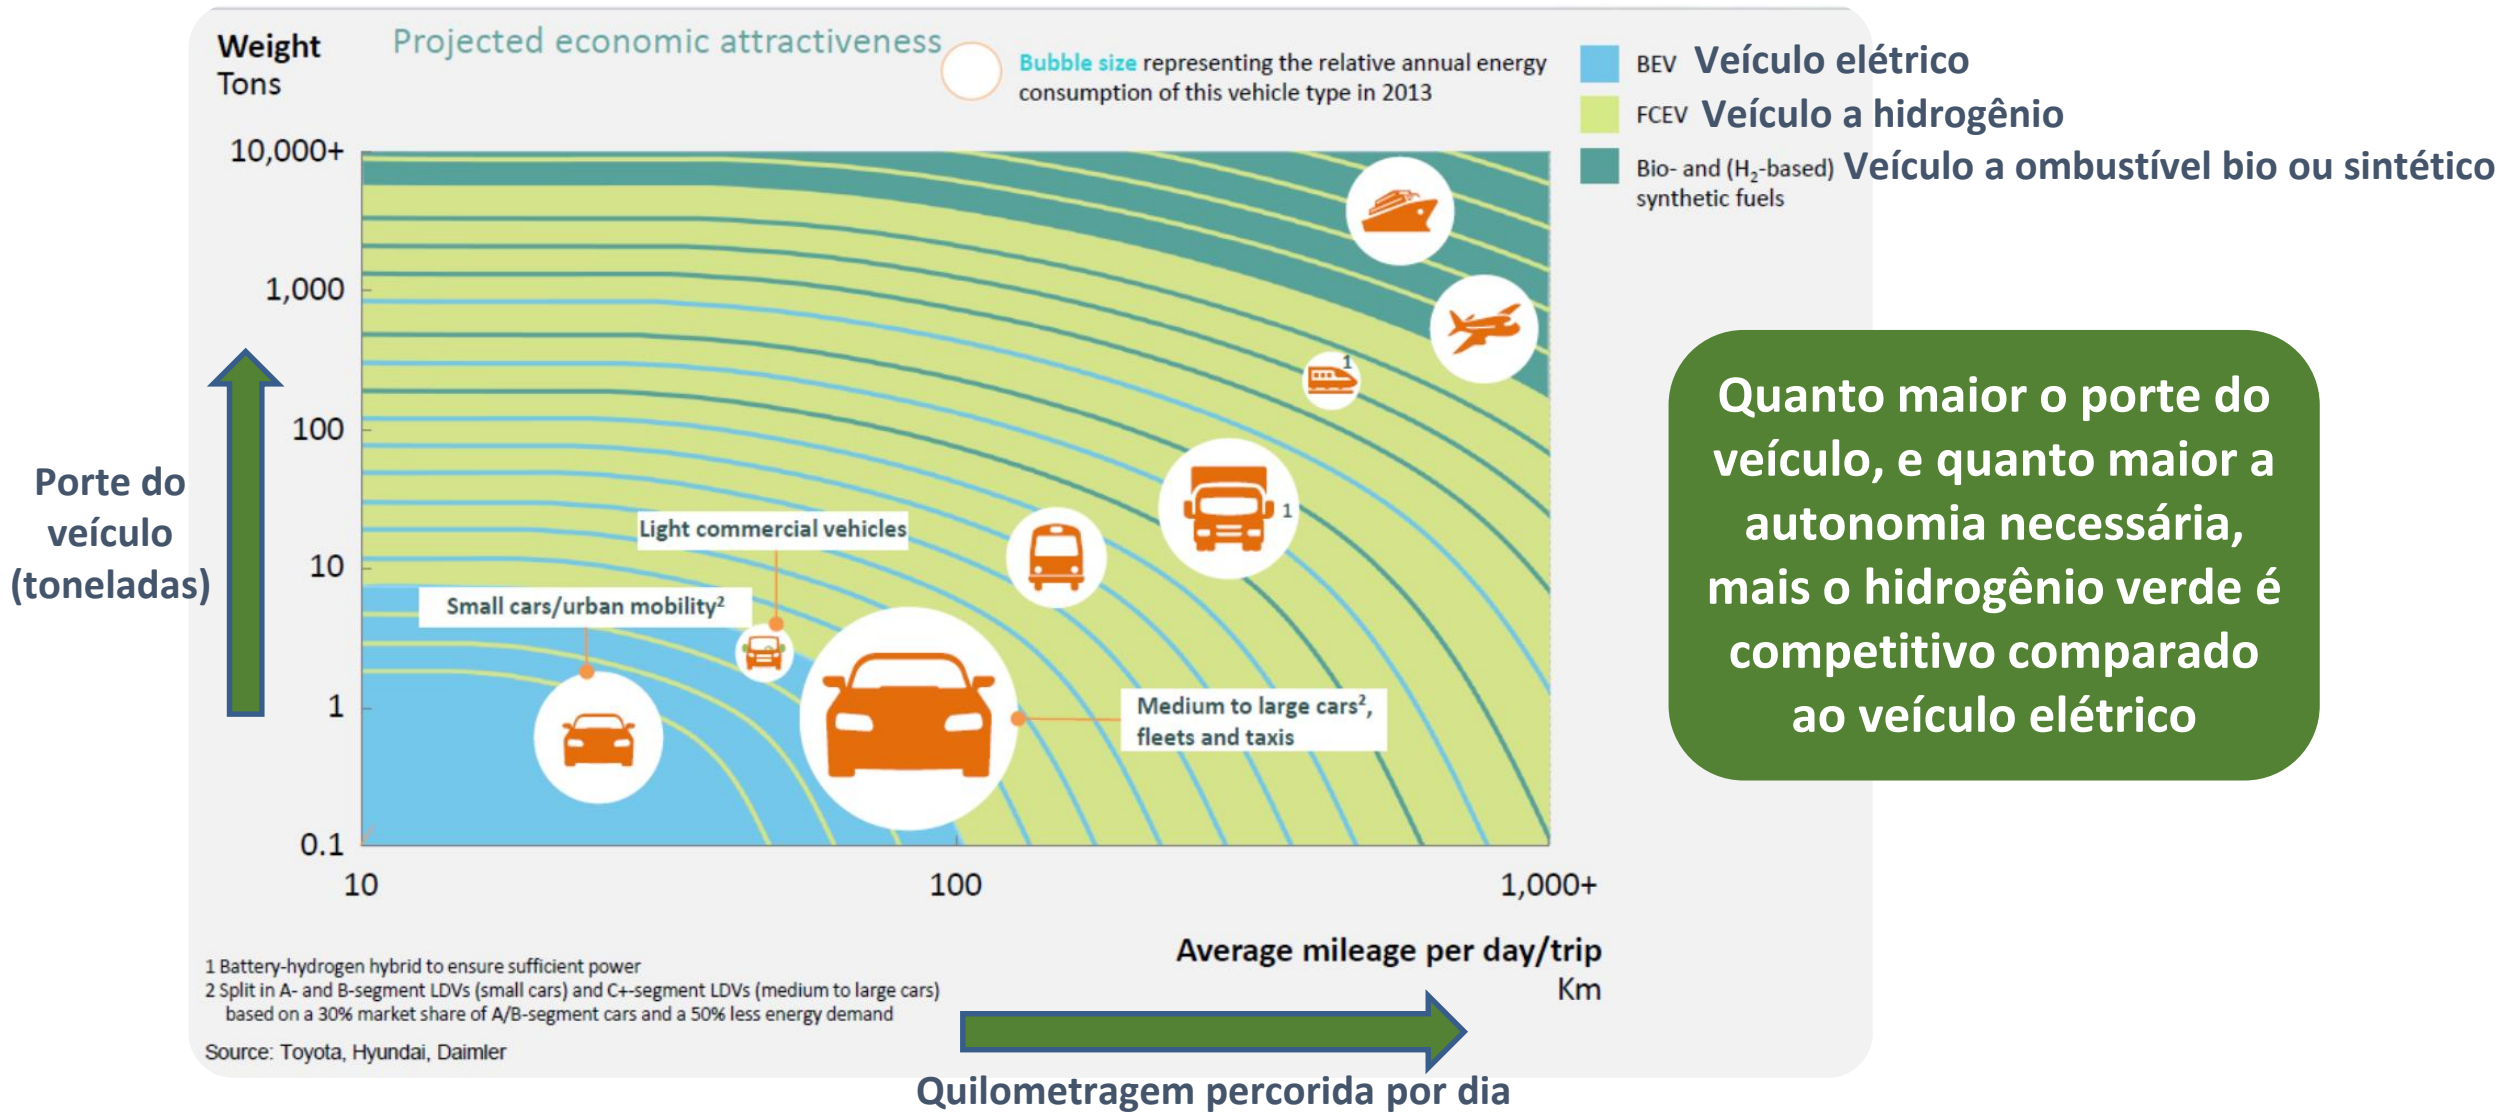 Weight
Tons
Projected economic attractiveness
Bubble size representing the relative annual energy
consumption of this vehicle type in 2013
BEV Veículo elétrico
FCEV Veículo a hidrogênio
Bio- and (H₂-based) Veículo a ombustível bio ou sintético
synthetic fuels
10,000+
1,000
100
10
1
0.1
10
100
1,000+
Porte do
veículo
(toneladas)
Light commercial vehicles
Small cars/urban mobility²
Medium to large cars²,
fleets and taxis
1
1
Quanto maior o porte do
veículo, e quanto maior a
autonomia necessária,
mais o hidrogênio verde é
competitivo comparado
ao veículo elétrico
Average mileage per day/trip
Km
1 Battery-hydrogen hybrid to ensure sufficient power
2 Split in A- and B-segment LDVs (small cars) and C+-segment LDVs (medium to large cars)
based on a 30% market share of A/B-segment cars and a 50% less energy demand
Source: Toyota, Hyundai, Daimler
Quilometragem percorida por dia